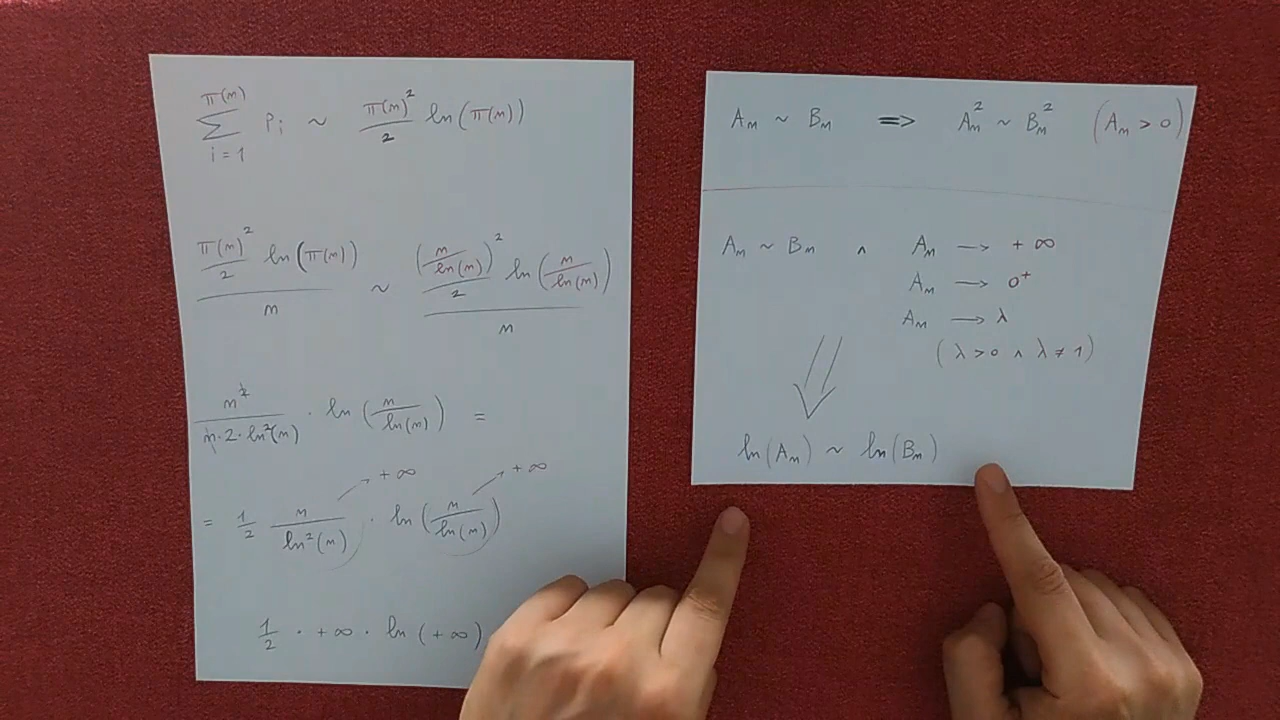 π(n)
∑ Pᵢ ~ π(n)²/2 ln(π(n))
i = 1
(π(n)²/2 ln(π(n)))/n ~ ((n/ln(n))²/2 ln(n/ln(n)))/n
n²/(n·2·ln²(n)) · ln(n/ln(n)) =
→ +∞ → +∞
= 1/2 n/ln²(n) · ln(n/ln(n))
1/2 · +∞ · ln(+∞)
Aₙ ~ Bₙ => Aₙ² ~ Bₙ² (Aₙ > 0)
Aₙ ~ Bₙ ∧ Aₙ → +∞
Aₙ → 0⁺
Aₙ → λ
(λ > 0 ∧ λ ≠ 1)
⇓
ln(Aₙ) ~ ln(Bₙ)